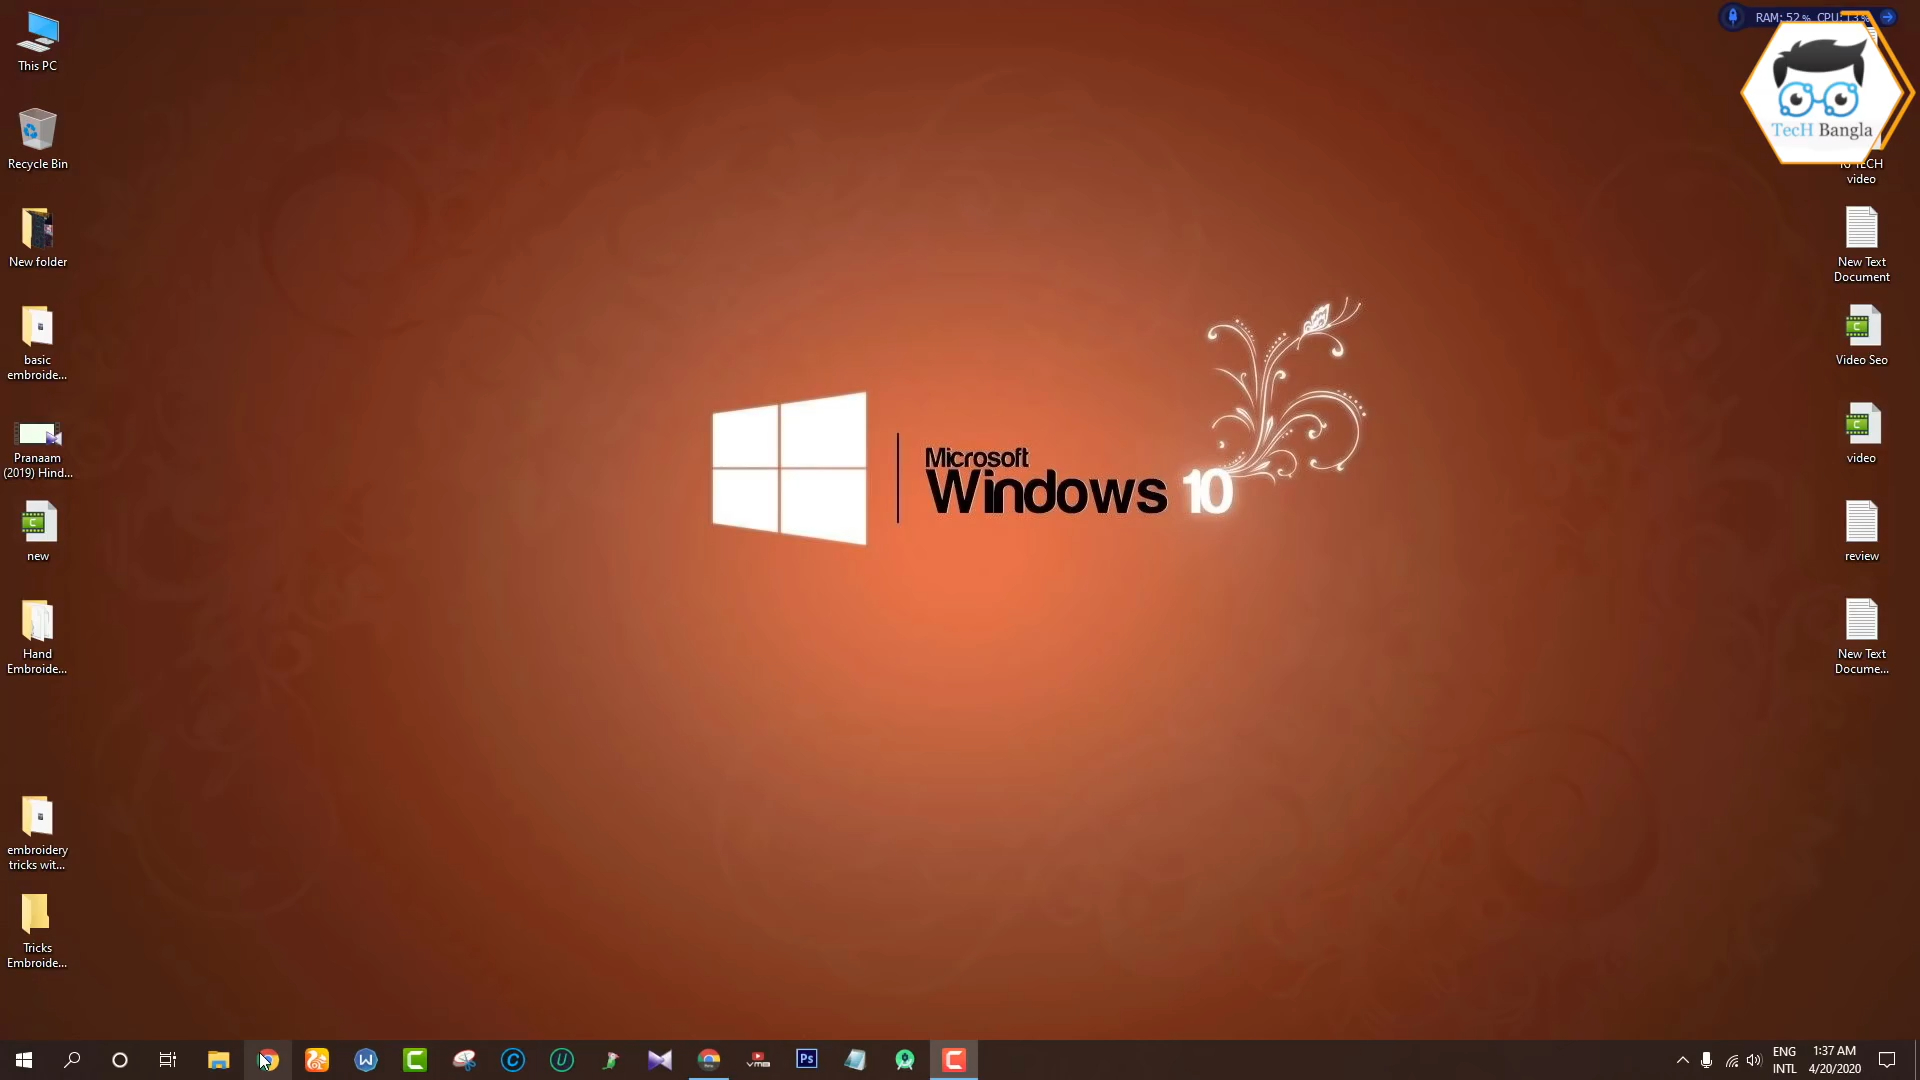 This PC
Recycle Bin
New folder
basic
embroide...
Pranaam
(2019) Hind...
new
Hand
Embroide...
embroidery
tricks wit...
Tricks
Embroide...
Microsoft
Windows 10
RAM: 52% CPU: 13%
TecH Bangla
TECH
video
New Text
Document
Video Seo
video
review
New Text
Docume...
Ps
ENG
INTL
1:37 AM
4/20/2020